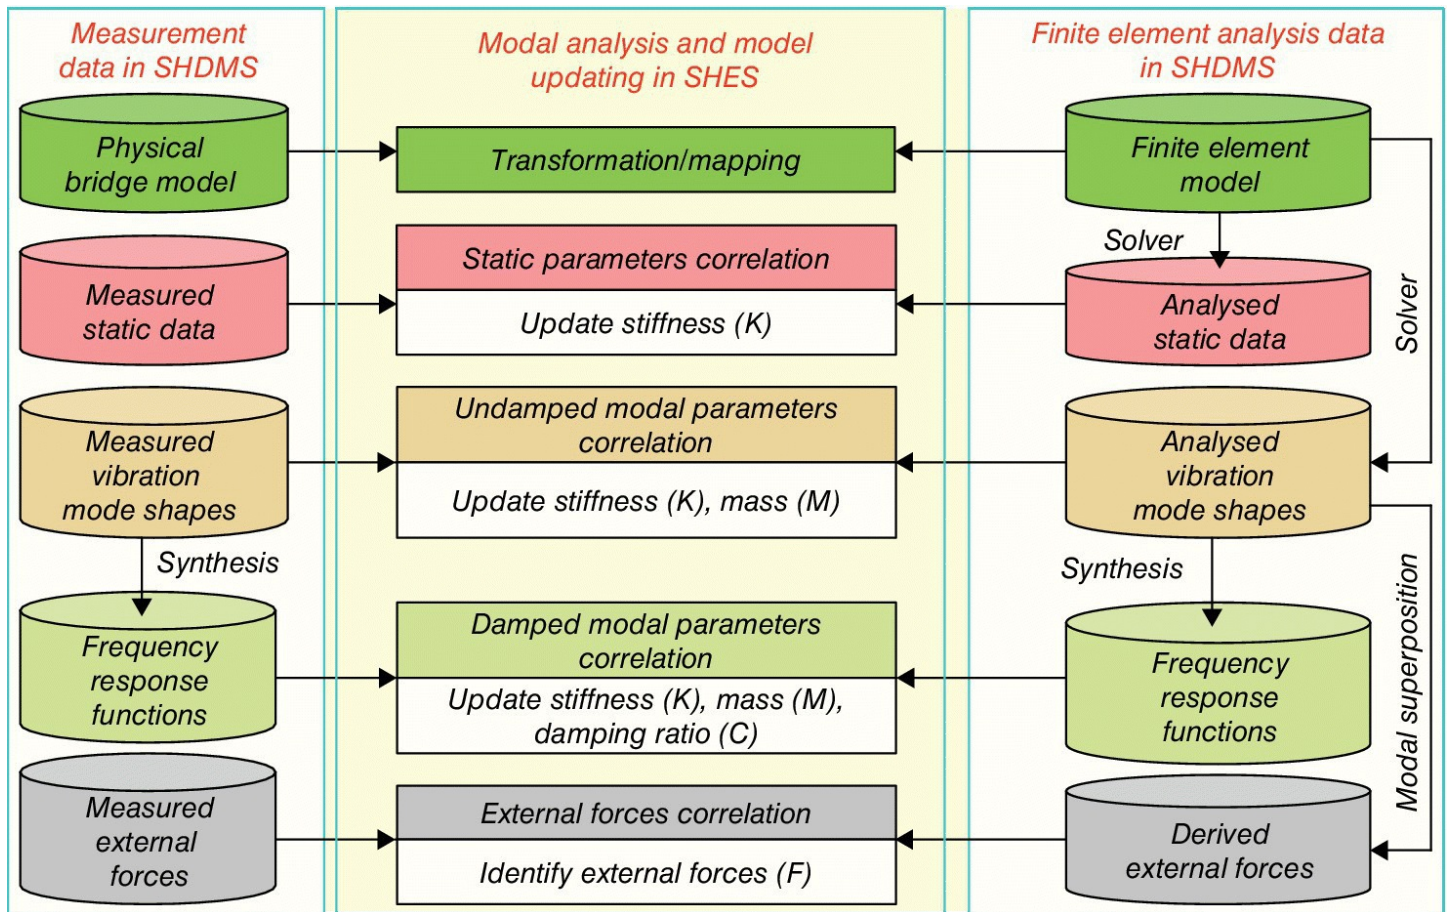 Measurement
data in SHDMS
Physical
bridge model
Measured
static data
Measured
vibration
mode shapes
Synthesis
Frequency
response
functions
Measured
external
forces
Modal analysis and model
updating in SHES
Transformation/mapping
Static parameters correlation
Update stiffness (K)
Undamped modal parameters
correlation
Update stiffness (K), mass (M)
Damped modal parameters
correlation
Update stiffness (K), mass (M),
damping ratio (C)
External forces correlation
Identify external forces (F)
Finite element analysis data
in SHDMS
Finite element
model
Solver
Analysed
static data
Solver
Analysed
vibration
mode shapes
Synthesis
Frequency
response
functions
Modal superposition
Derived
external forces